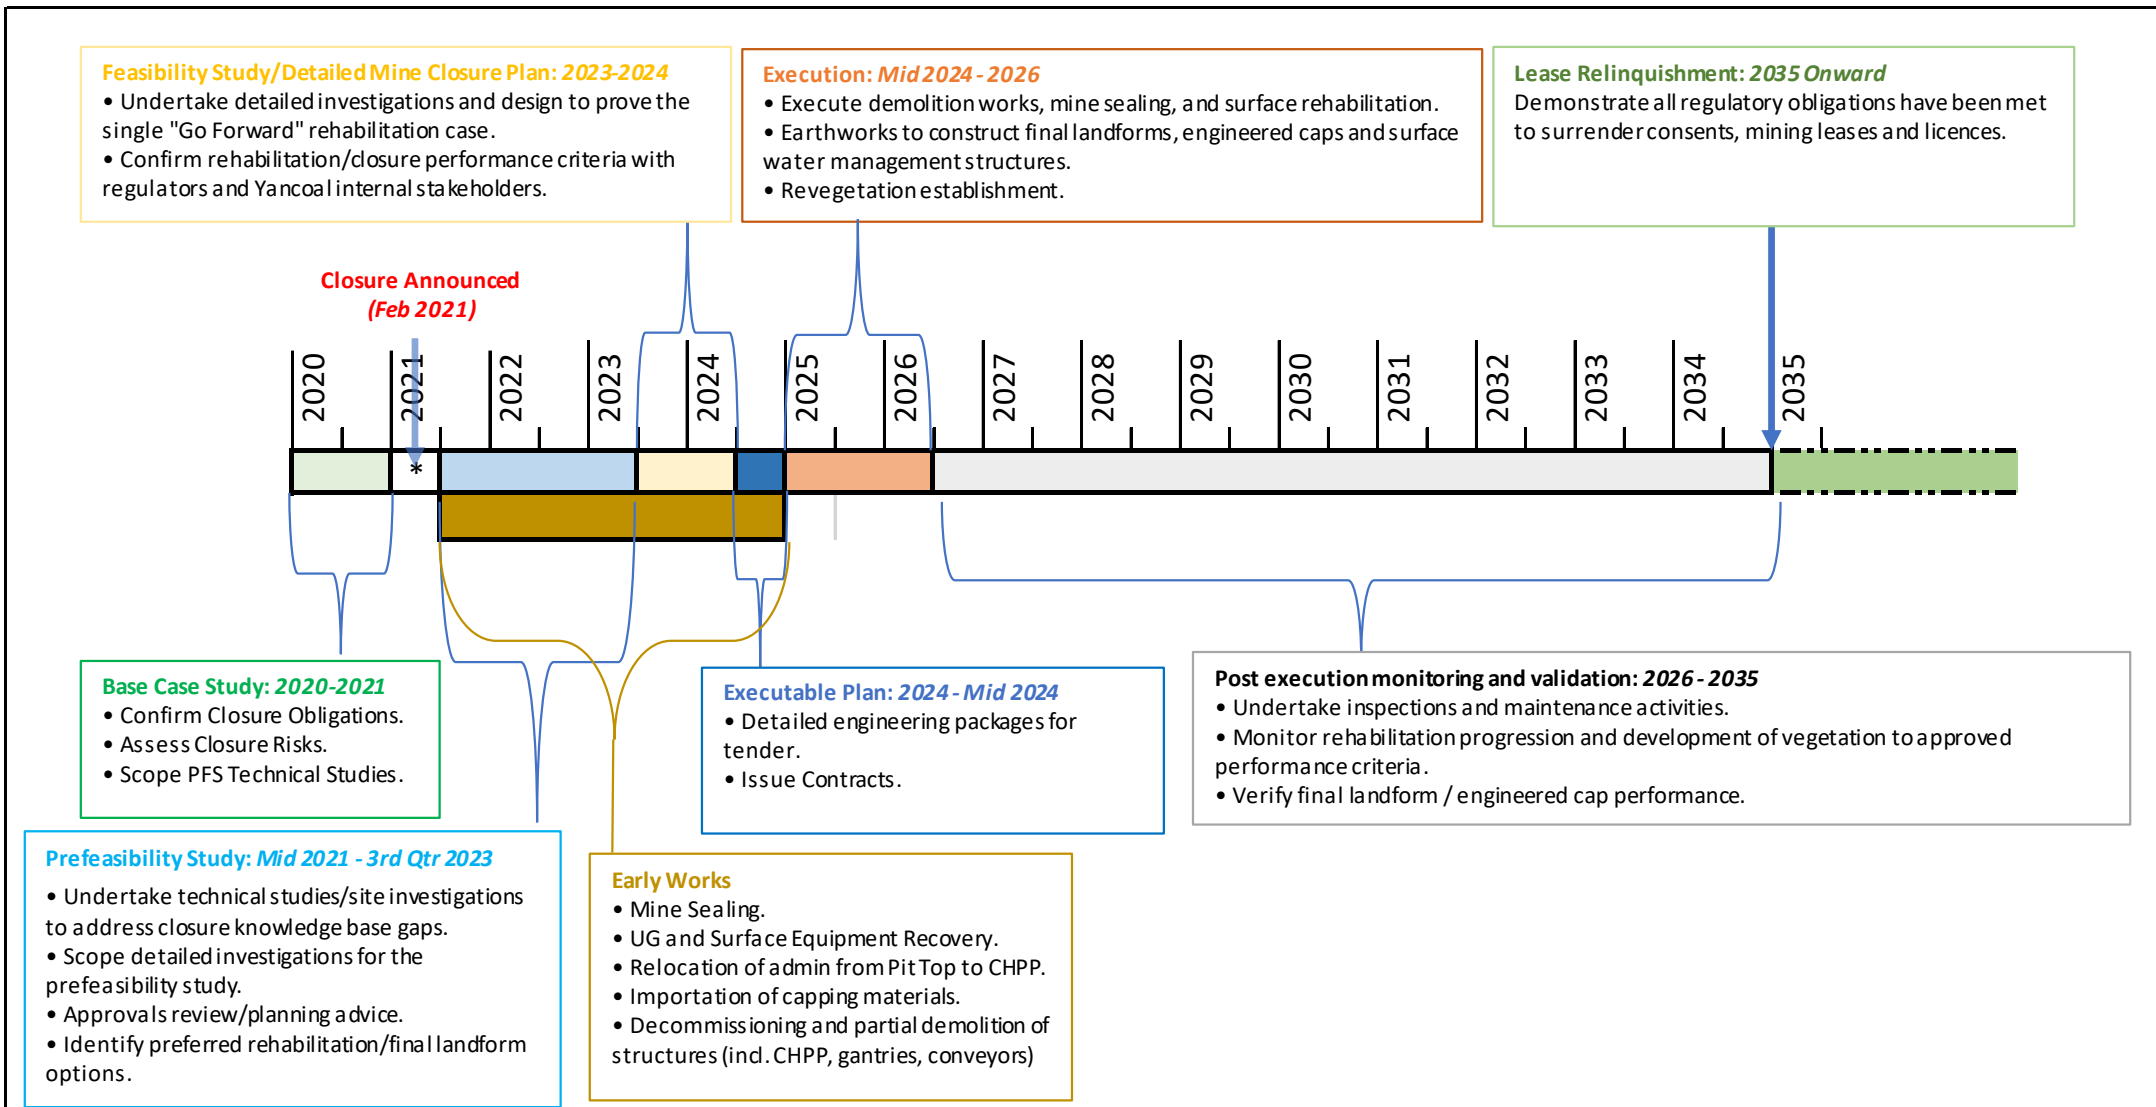 Feasibility Study/Detailed Mine Closure Plan: 2023-2024
• Undertake detailed investigations and design to prove the
single "Go Forward" rehabilitation case.
• Confirm rehabilitation/closure performance criteria with
regulators and Yancoal internal stakeholders.
Execution: Mid 2024 - 2026
• Execute demolition works, mine sealing, and surface rehabilitation.
• Earthworks to construct final landforms, engineered caps and surface
water management structures.
• Revegetation establishment.
Lease Relinquishment: 2035 Onward
Demonstrate all regulatory obligations have been met
to surrender consents, mining leases and licences.
Closure Announced
(Feb 2021)
2020
2021
2022
2023
2024
2025
2026
2027
2028
2029
2030
2031
2032
2033
2034
2035
*
Base Case Study: 2020-2021
• Confirm Closure Obligations.
• Assess Closure Risks.
• Scope PFS Technical Studies.
Executable Plan: 2024 - Mid 2024
• Detailed engineering packages for
tender.
• Issue Contracts.
Post execution monitoring and validation: 2026 - 2035
• Undertake inspections and maintenance activities.
• Monitor rehabilitation progression and development of vegetation to approved
performance criteria.
• Verify final landform / engineered cap performance.
Prefeasibility Study: Mid 2021 - 3rd Qtr 2023
• Undertake technical studies/site investigations
to address closure knowledge base gaps.
• Scope detailed investigations for the
prefeasibility study.
• Approvals review/planning advice.
• Identify preferred rehabilitation/final landform
options.
Early Works
• Mine Sealing.
• UG and Surface Equipment Recovery.
• Relocation of admin from Pit Top to CHPP.
• Importation of capping materials.
• Decommissioning and partial demolition of
structures (incl. CHPP, gantries, conveyors)